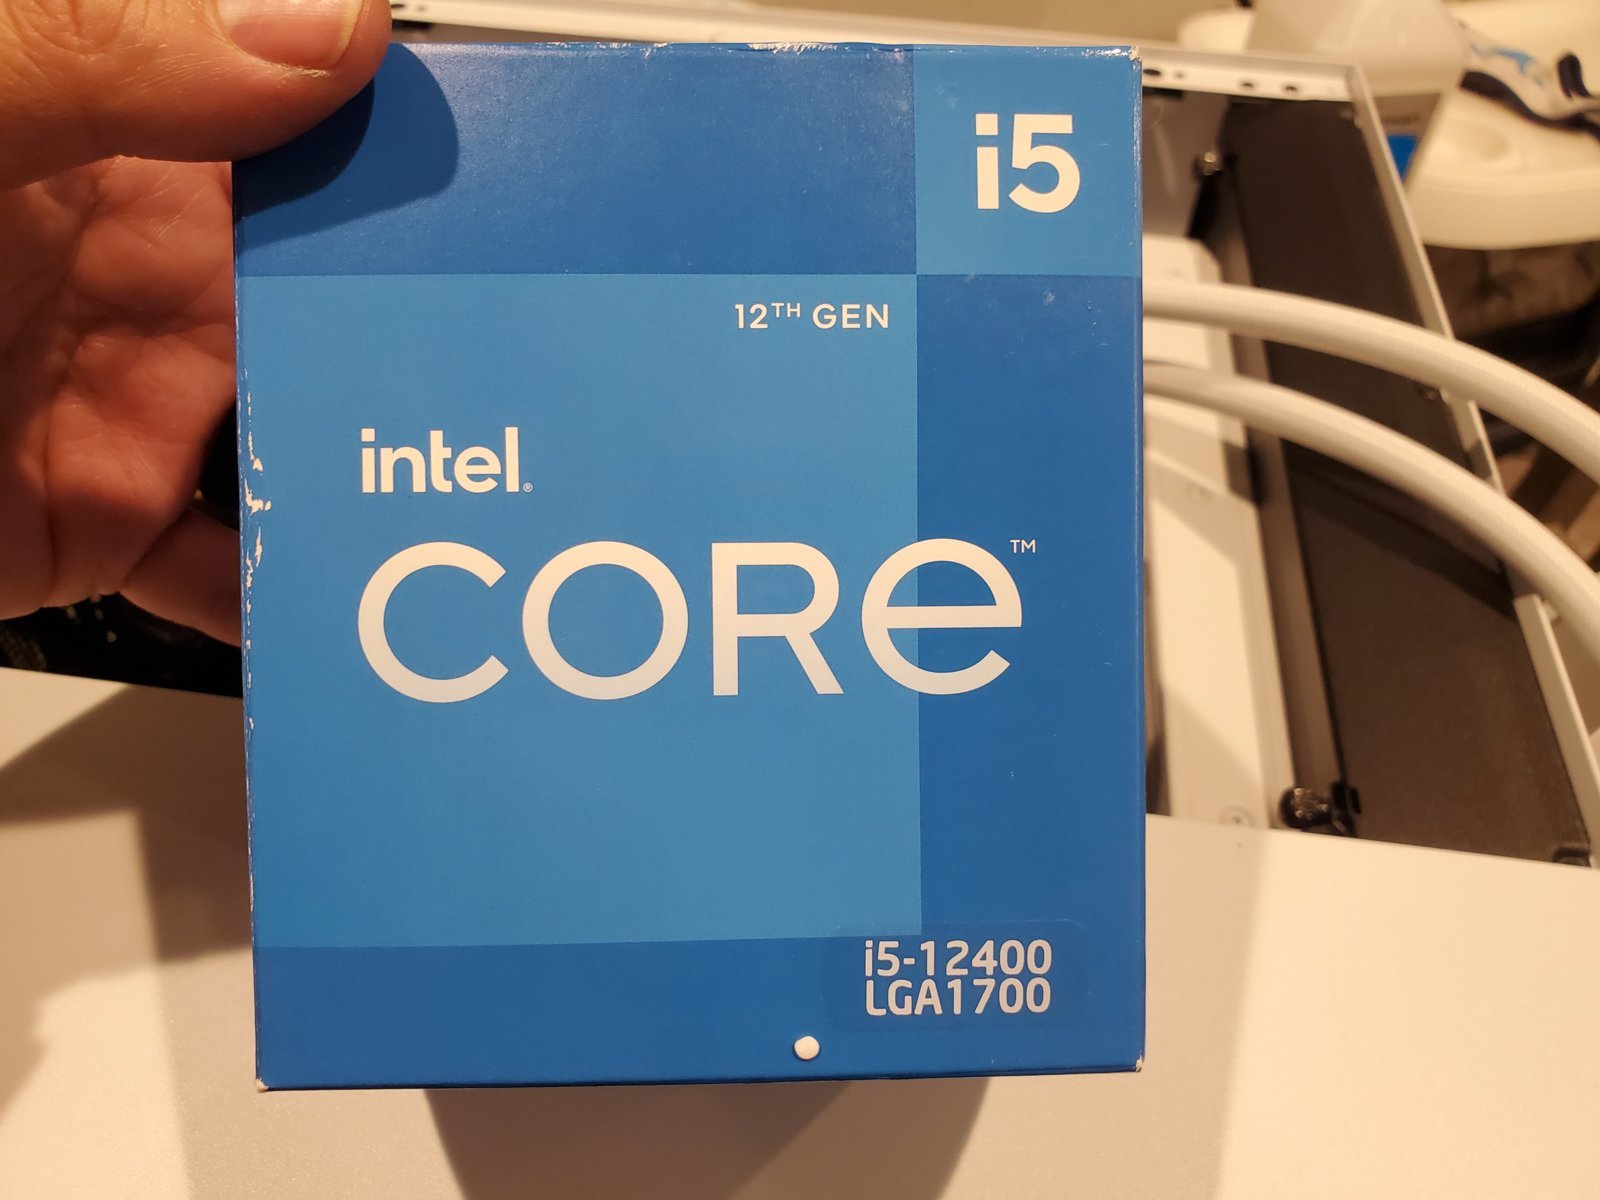 i5
12TH GEN
intel®
CORE™
i5-12400
LGA1700